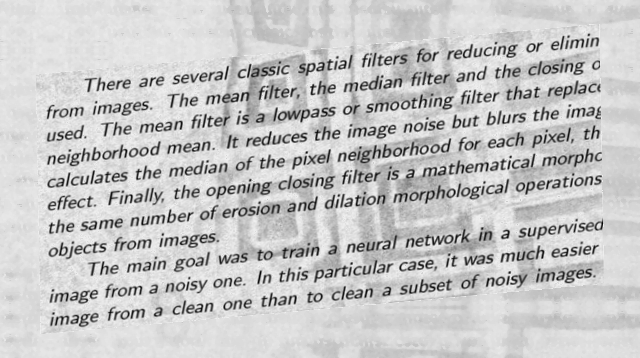 There are several classic spatial filters for reducing or elimin
from images. The mean filter, the median filter and the closing o
used. The mean filter is a lowpass or smoothing filter that replace
neighborhood mean. It reduces the image noise but blurs the imag
calculates the median of the pixel neighborhood for each pixel, th
effect. Finally, the opening closing filter is a mathematical morpho
the same number of erosion and dilation morphological operations
objects from images.
The main goal was to train a neural network in a supervised
image from a noisy one. In this particular case, it was much easier
image from a clean one than to clean a subset of noisy images.